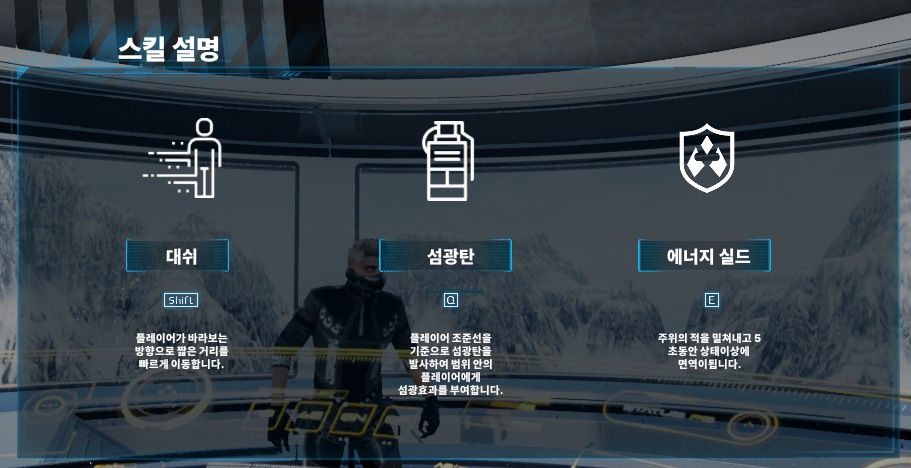 스킬 설명
대쉬
섬광탄
에너지 실드
Shift
Q
E
플레이어가 바라보는
방향으로 짧은 거리를
빠르게 이동합니다.
플레이어 조준선을
기준으로 섬광탄을
발사하여 범위 안의
플레이어에게
섬광효과를 부여합니다.
주위의 적을 밀쳐내고 5
초동안 상태이상에
면역이됩니다.